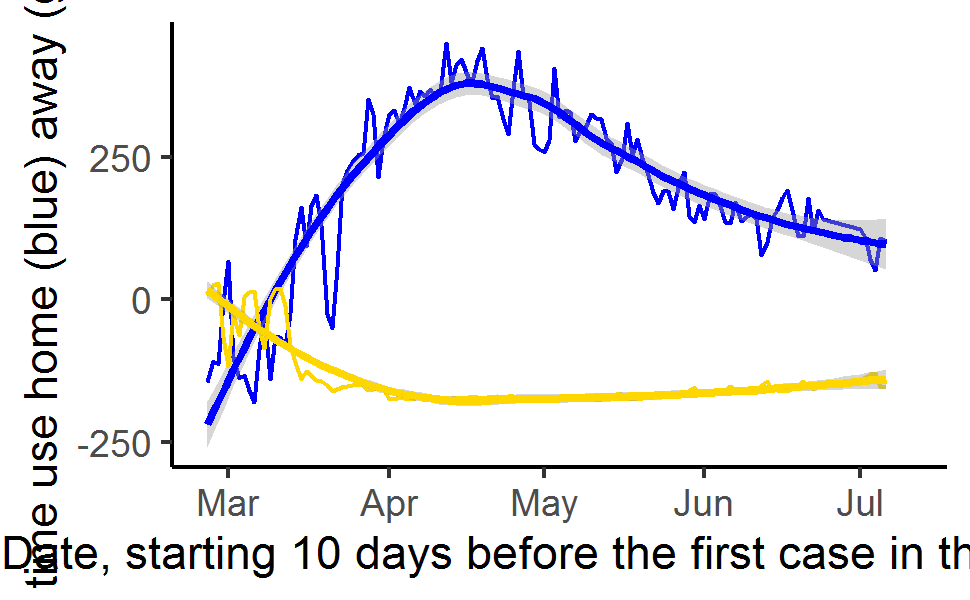 time use home (blue) away (
250
0
-250
Mar Apr May Jun Jul
Date, starting 10 days before the first case in th